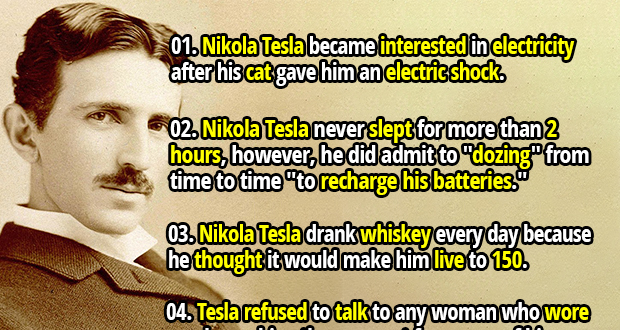 01. Nikola Tesla became interested in electricity
after his cat gave him an electric shock.
02. Nikola Tesla never slept for more than 2
hours, however, he did admit to "dozing" from
time to time "to recharge his batteries."
03. Nikola Tesla drank whiskey every day because
he thought it would make him live to 150.
04. Tesla refused to talk to any woman who wore